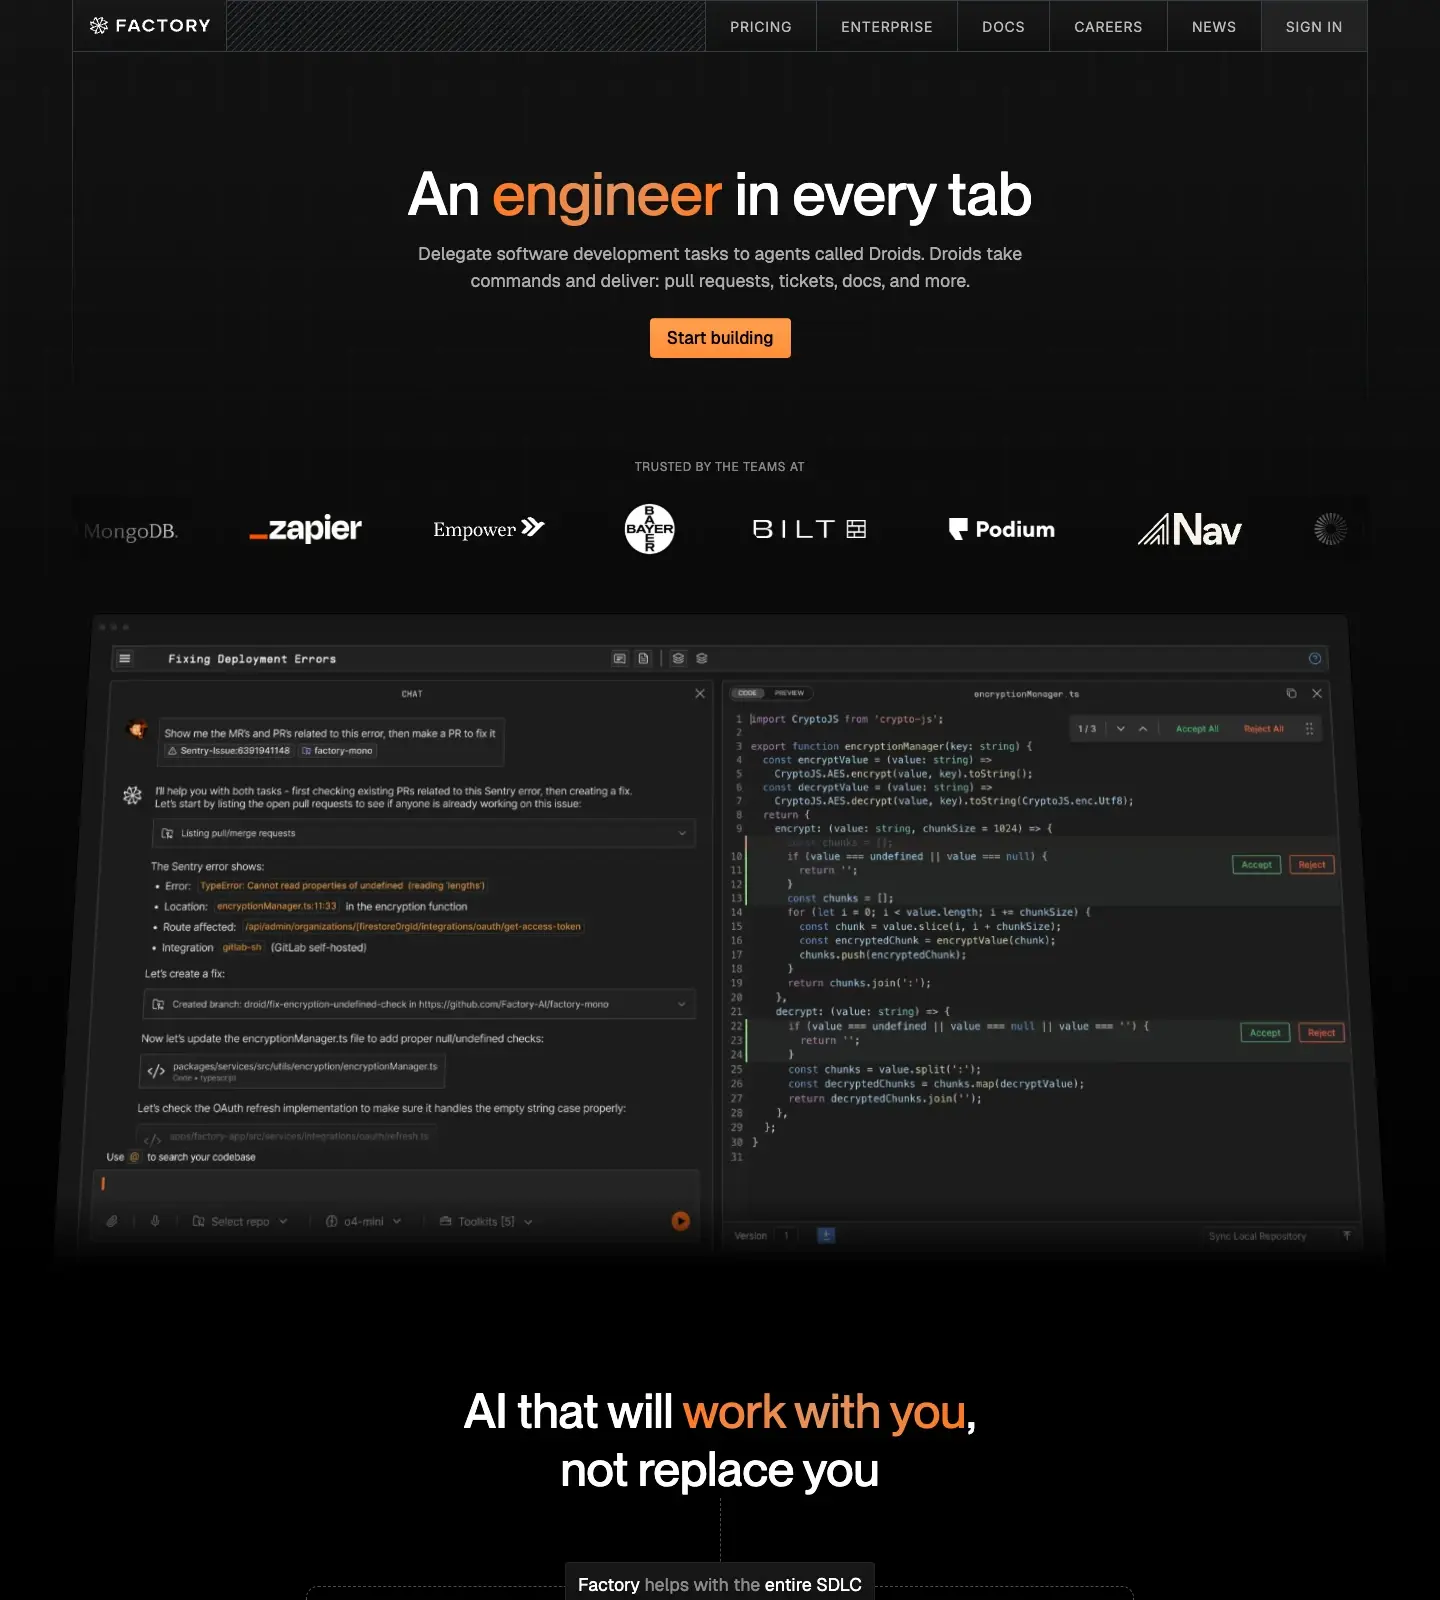 FACTORY
PRICING
ENTERPRISE
DOCS
CAREERS
NEWS
SIGN IN
An engineer in every tab
Delegate software development tasks to agents called Droids. Droids take
commands and deliver: pull requests, tickets, docs, and more.
Start building
TRUSTED BY THE TEAMS AT
MongoDB.
zapier
Empower
BAYER
BAYER
BILT
Podium
Nav
Fixing Deployment Errors
CHAT
Show me the MR's and PR's related to this error, then make a PR to fix it
Sentry-Issue:6391941148
factory-mono
I'll help you with both tasks - first checking existing PRs related to this Sentry error, then creating a fix.
Let's start by listing the open pull requests to see if anyone is already working on this issue:
Listing pull/merge requests
The Sentry error shows:
• Error: TypeError: Cannot read properties of undefined (reading 'lengths')
• Location: encryptionManager.ts:11:33 in the encryption function
• Route affected: /api/admin/organizations/[firestoreOrgid/integrations/oauth/get-access-token
• Integration gitlab-sh (GitLab self-hosted)
Let's create a fix:
Created branch: droid/fix-encryption-undefined-check in https://github.com/Factory-AI/factory-mono
Now let's update the encryptionManager.ts file to add proper null/undefined checks:
packages/services/src/utils/encryption/encryptionManager.ts
Code • typescript
Let's check the OAuth refresh implementation to make sure it handles the empty string case properly:
apps/factory-app/src/services/integrations/oauth/refresh.ts
Use @ to search your codebase
Select repo
o4-mini
Toolkits [5]
CODE
PREVIEW
encryptionManager.ts
1/3
Accept All
Reject All
1 import CryptoJS from 'crypto-js';
2
3 export function encryptionManager(key: string) {
4 const encryptValue = (value: string) =>
5 CryptoJS.AES.encrypt(value, key).toString();
6 const decryptValue = (value: string) =>
7 CryptoJS.AES.decrypt(value, key).toString(CryptoJS.enc.Utf8);
8 return {
9 encrypt: (value: string, chunkSize = 1024) => {
const chunks = [];
10 if (value === undefined || value === null) {
Accept
Reject
11 return '';
12 }
13 const chunks = [];
14 for (let i = 0; i < value.length; i += chunkSize) {
15 const chunk = value.slice(i, i + chunkSize);
16 const encryptedChunk = encryptValue(chunk);
17 chunks.push(encryptedChunk);
18 }
19 return chunks.join(':');
20 },
21 decrypt: (value: string) => {
22 if (value === undefined || value === null || value === '') {
Accept
Reject
23 return '';
24 }
25 const chunks = value.split(':');
26 const decryptedChunks = chunks.map(decryptValue);
27 return decryptedChunks.join('');
28 },
29 };
30 }
31
Version 1
Sync Local Repository
AI that will work with you,
not replace you
Factory helps with the entire SDLC